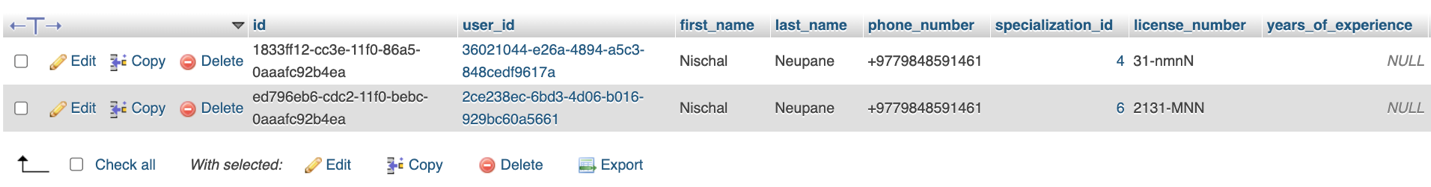 id user_id first_name last_name phone_number specialization_id license_number years_of_experience
Edit Copy Delete 1833ff12-cc3e-11f0-86a5- 36021044-e26a-4894-a5c3- Nischal Neupane +9779848591461 4 31-nmnN NULL
0aaafc92b4ea 848cedf9617a
Edit Copy Delete ed796eb6-cdc2-11f0-bebc- 2ce238ec-6bd3-4d06-b016- Nischal Neupane +9779848591461 6 2131-MNN NULL
0aaafc92b4ea 929bc60a5661
Check all With selected: Edit Copy Delete Export